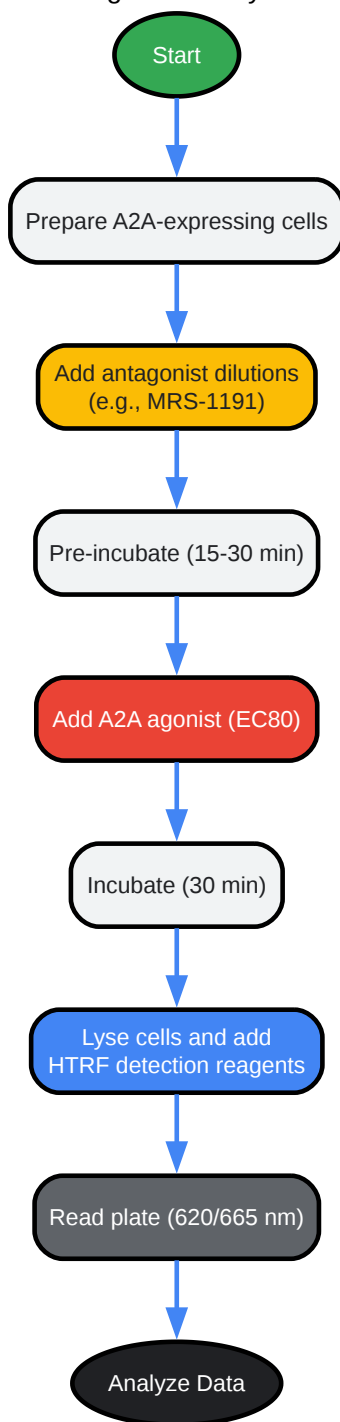 Start
Prepare A2A-expressing cells
Add antagonist dilutions
(e.g., MRS-1191)
Pre-incubate (15-30 min)
Add A2A agonist (EC80)
Incubate (30 min)
Lyse cells and add
HTRF detection reagents
Read plate (620/665 nm)
Analyze Data